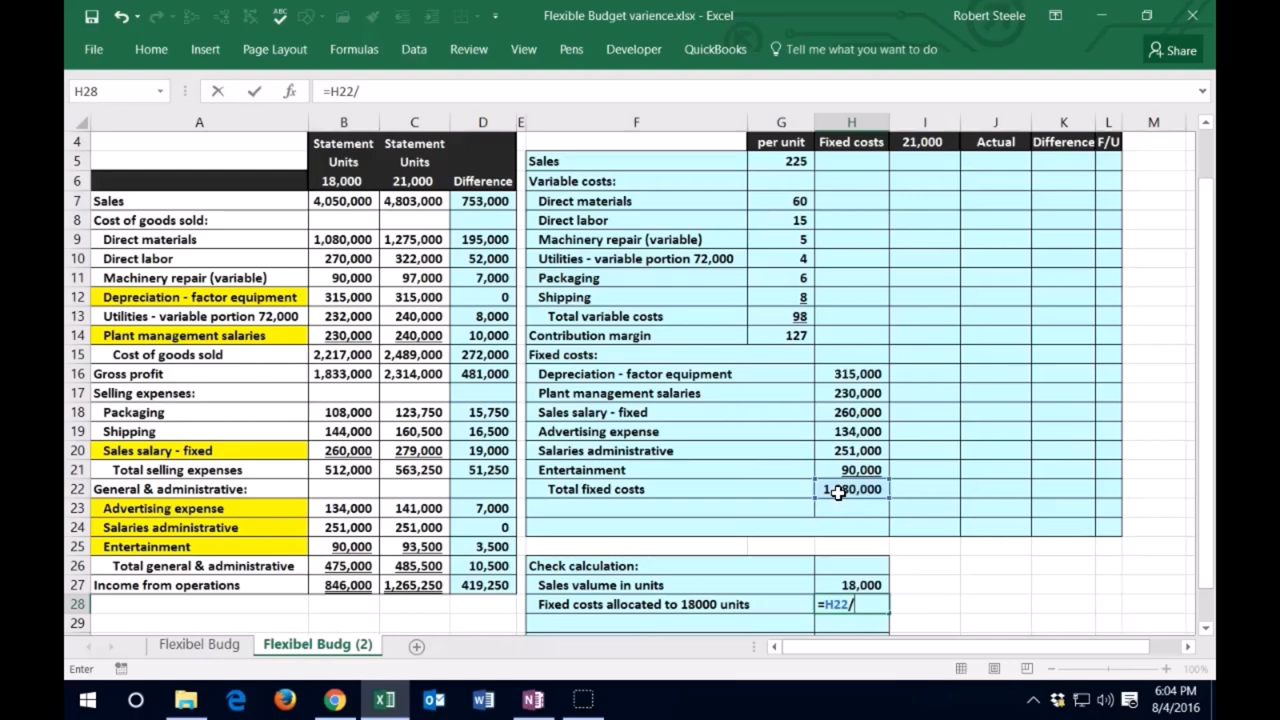 Flexible Budget varience.xlsx - Excel
Robert Steele
File Home Insert Page Layout Formulas Data Review View Pens Developer QuickBooks Tell me what you want to do Share
H28 fx =H22/
A B C D E F G H I J K L M
4 Statement Statement per unit Fixed costs 21,000 Actual Difference F/U
5 Units Units Sales 225
6 18,000 21,000 Difference Variable costs:
7 Sales 4,050,000 4,803,000 753,000 Direct materials 60
8 Cost of goods sold: Direct labor 15
9 Direct materials 1,080,000 1,275,000 195,000 Machinery repair (variable) 5
10 Direct labor 270,000 322,000 52,000 Utilities - variable portion 72,000 4
11 Machinery repair (variable) 90,000 97,000 7,000 Packaging 6
12 Depreciation - factor equipment 315,000 315,000 0 Shipping 8
13 Utilities - variable portion 72,000 232,000 240,000 8,000 Total variable costs 98
14 Plant management salaries 230,000 240,000 10,000 Contribution margin 127
15 Cost of goods sold 2,217,000 2,489,000 272,000 Fixed costs:
16 Gross profit 1,833,000 2,314,000 481,000 Depreciation - factor equipment 315,000
17 Selling expenses: Plant management salaries 230,000
18 Packaging 108,000 123,750 15,750 Sales salary - fixed 260,000
19 Shipping 144,000 160,500 16,500 Advertising expense 134,000
20 Sales salary - fixed 260,000 279,000 19,000 Salaries administrative 251,000
21 Total selling expenses 512,000 563,250 51,250 Entertainment 90,000
22 General & administrative: Total fixed costs
23 Advertising expense 134,000 141,000 7,000
24 Salaries administrative 251,000 251,000 0
25 Entertainment 90,000 93,500 3,500
26 Total general & administrative 475,000 485,500 10,500 Check calculation:
27 Income from operations 846,000 1,265,250 419,250 Sales valume in units 18,000
28 Fixed costs allocated to 18000 units =H22/
29
Flexibel Budg Flexibel Budg (2)
Enter 100%
6:04 PM
8/4/2016